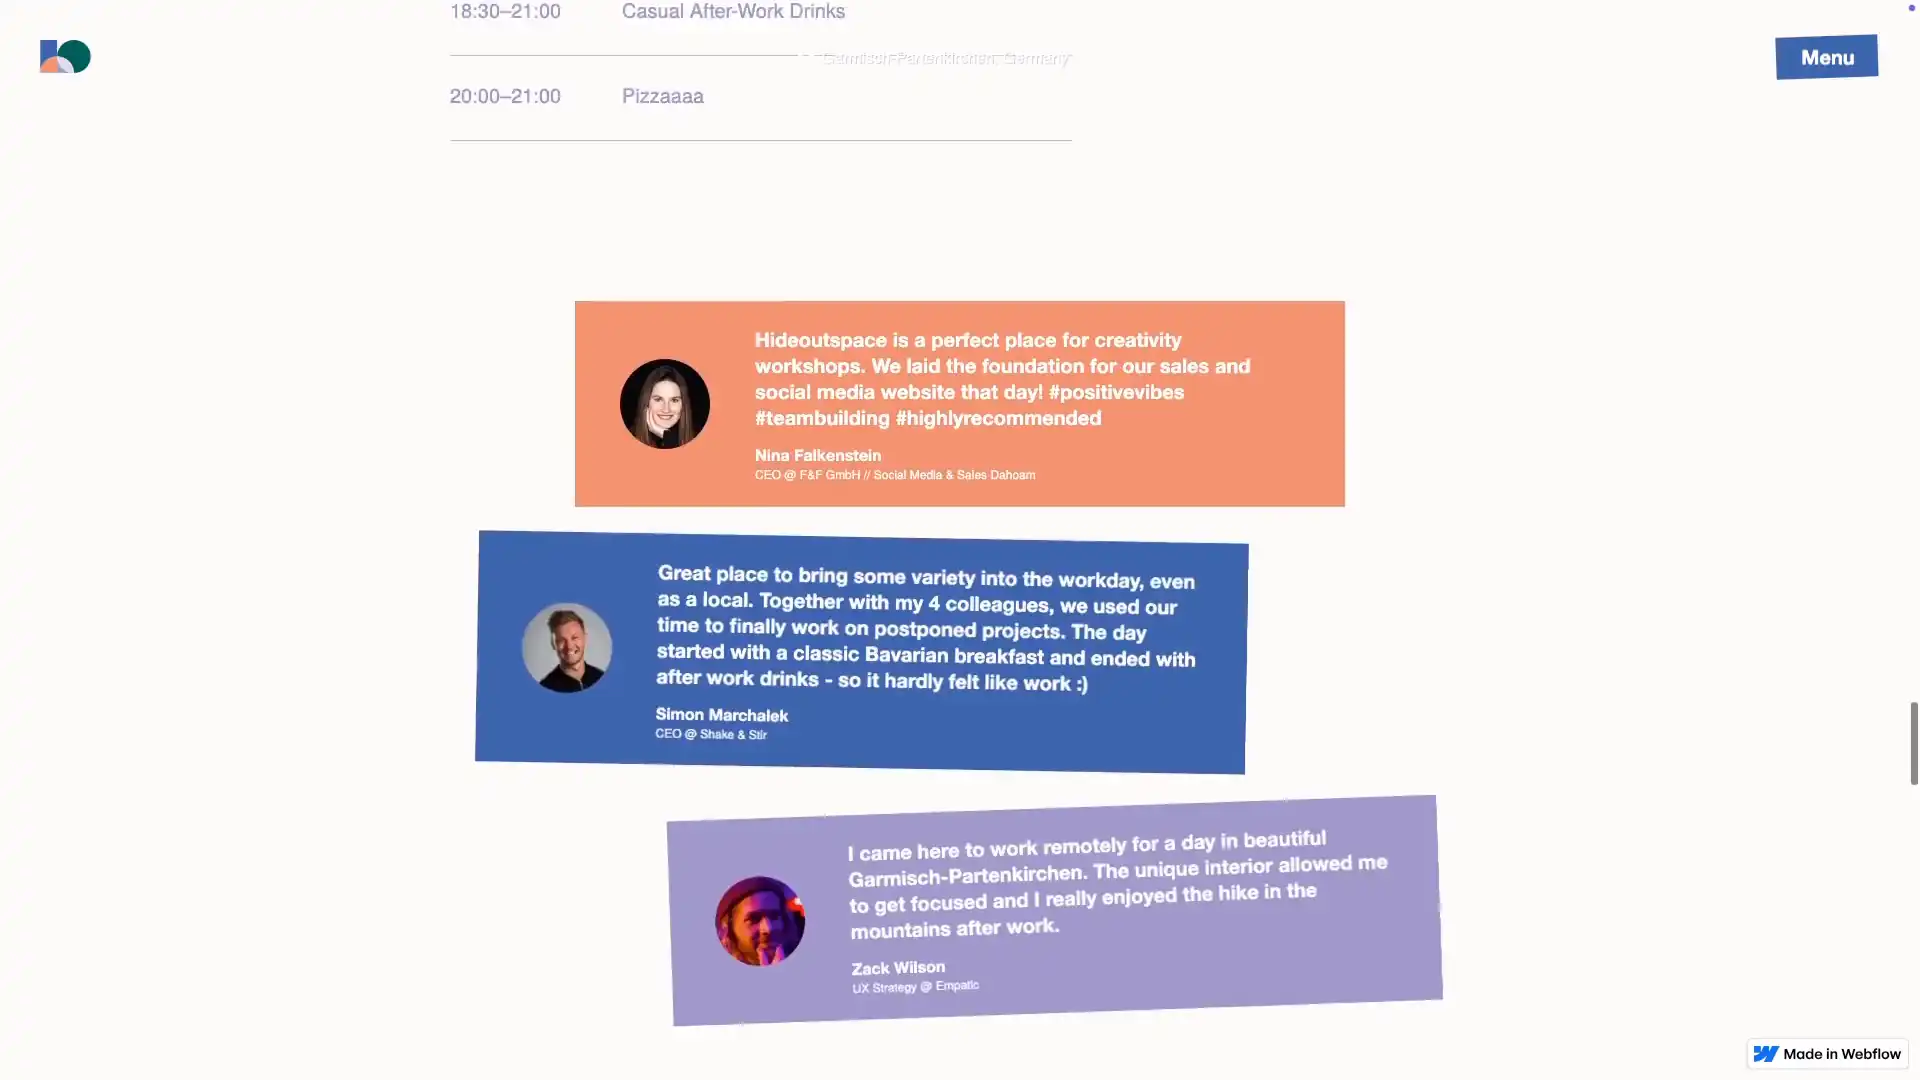 18:30–21:00 Casual After-Work Drinks
Garmisch-Partenkirchen, Germany
Menu
20:00–21:00 Pizzaaaa
Hideoutspace is a perfect place for creativity
workshops. We laid the foundation for our sales and
social media website that day! #positivevibes
#teambuilding #highlyrecommended
Nina Falkenstein
CEO @ F&F GmbH // Social Media & Sales Dahoam
Great place to bring some variety into the workday, even
as a local. Together with my 4 colleagues, we used our
time to finally work on postponed projects. The day
started with a classic Bavarian breakfast and ended with
after work drinks - so it hardly felt like work :)
Simon Marchalek
CEO @ Shake & Stir
I came here to work remotely for a day in beautiful
Garmisch-Partenkirchen. The unique interior allowed me
to get focused and I really enjoyed the hike in the
mountains after work.
Zack Wilson
UX Strategy @ Empatic
Made in Webflow